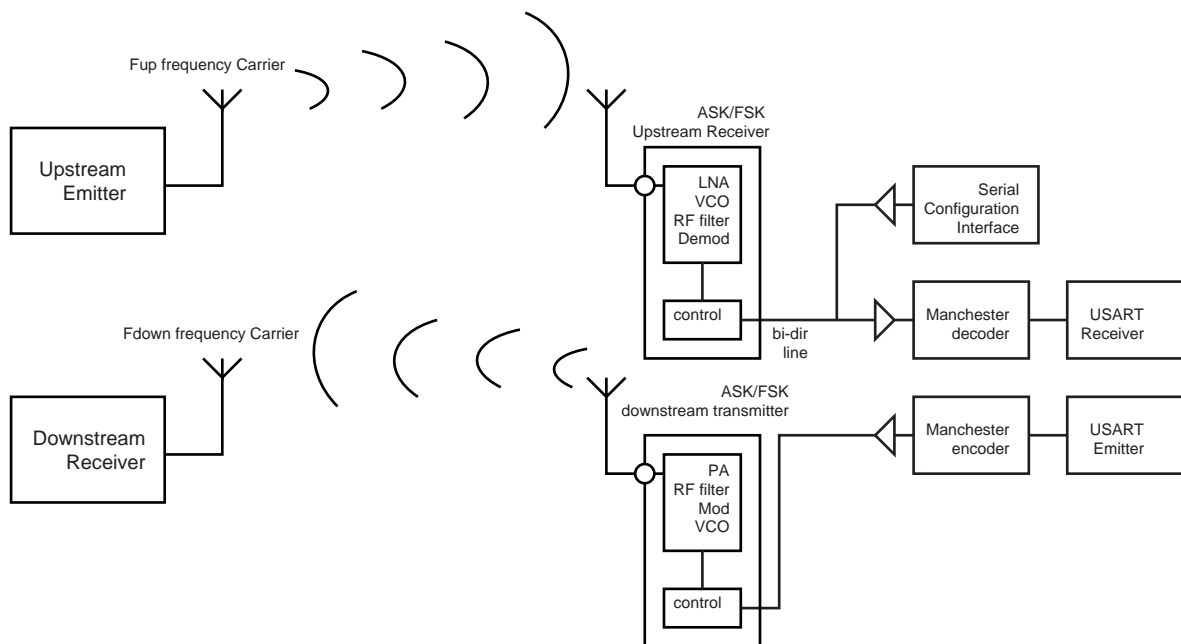 Fup frequency Carrier
Upstream
Emitter
ASK/FSK
Upstream Receiver
LNA
VCO
RF filter
Demod
control
bi-dir
line
Serial
Configuration
Interface
Manchester
decoder
USART
Receiver
Fdown frequency Carrier
Downstream
Receiver
ASK/FSK
downstream transmitter
PA
RF filter
Mod
VCO
control
Manchester
encoder
USART
Emitter